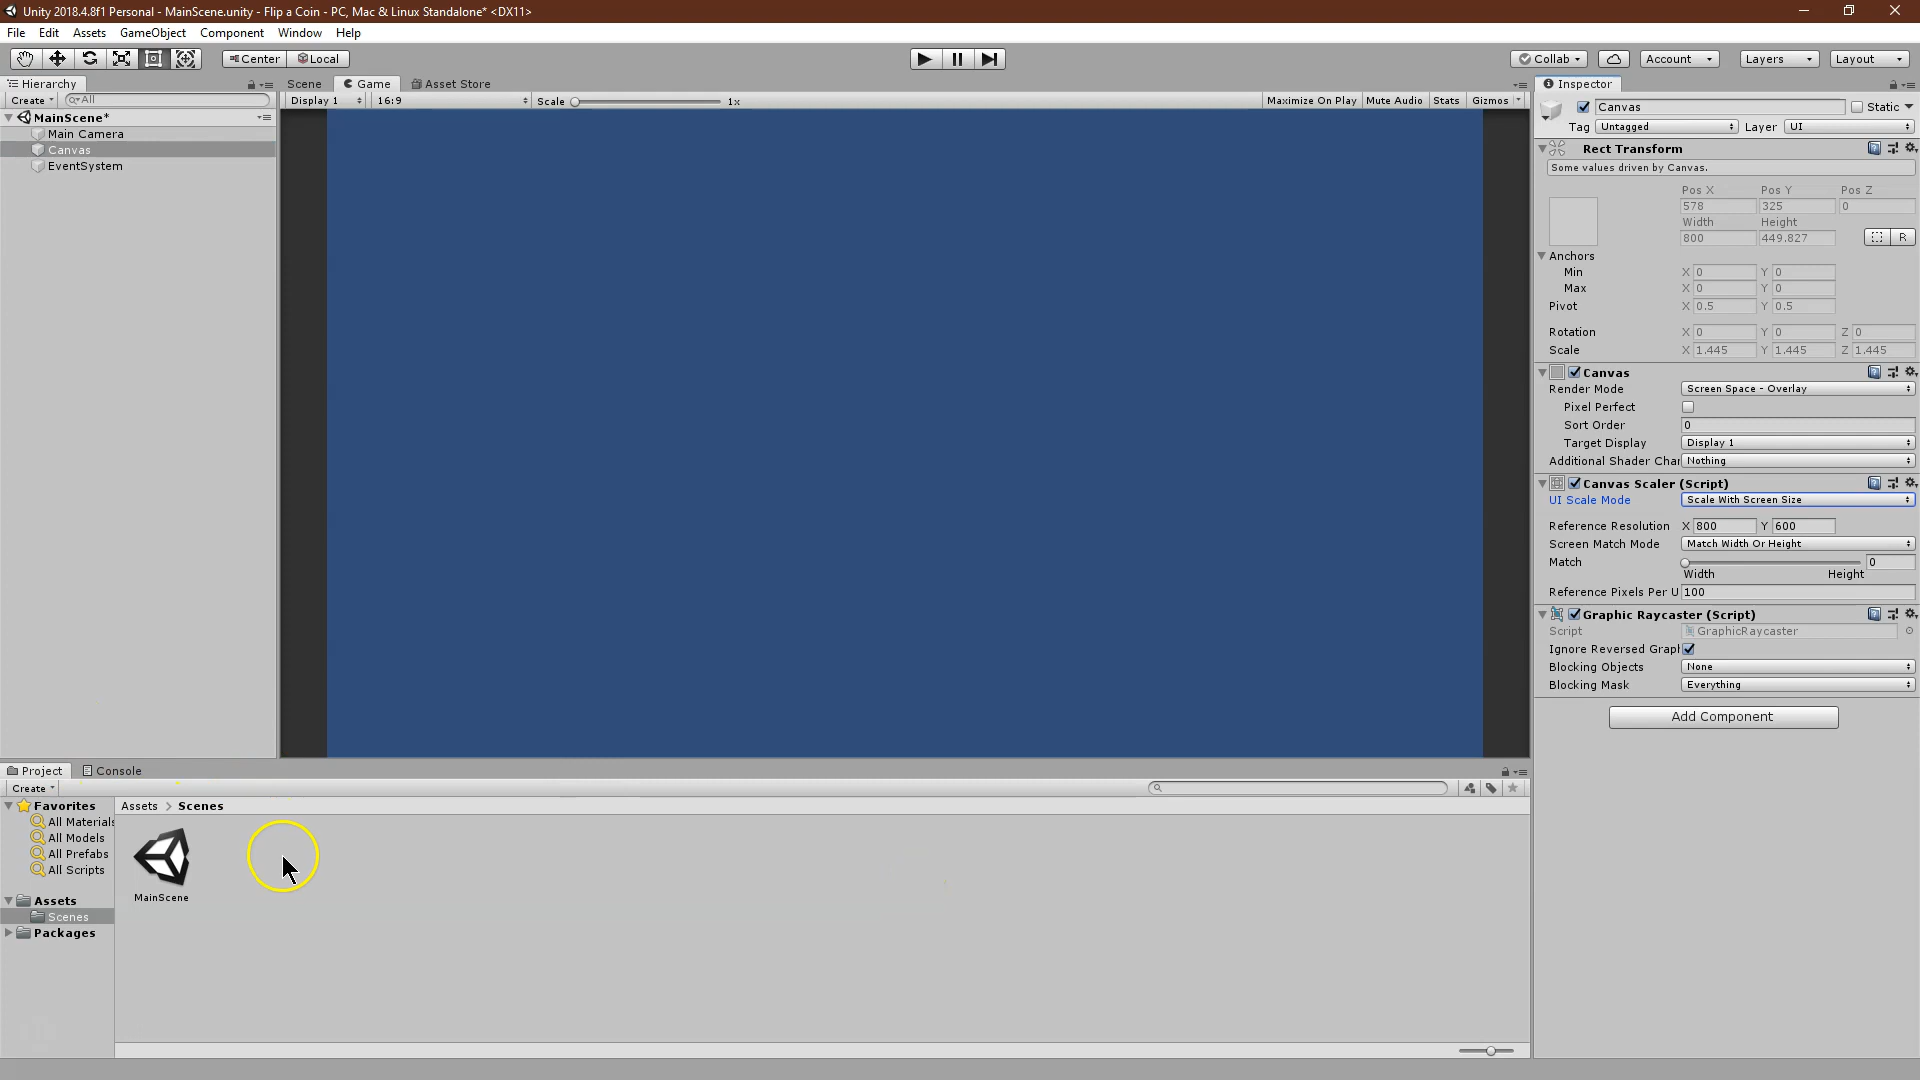 Unity 2018.4.8f1 Personal - MainScene.unity - Flip a Coin - PC, Mac & Linux Standalone* <DX11>
File Edit Assets GameObject Component Window Help
Center Local Collab Account Layers Layout
Hierarchy Scene Game Asset Store Inspector
Create All Display 1 16:9 Scale 1x Maximize On Play Mute Audio Stats Gizmos
Canvas Static
MainScene*
Tag Untagged Layer UI
Main Camera
Canvas
EventSystem
Rect Transform
Some values driven by Canvas.
Pos X Pos Y Pos Z
578 325 0
Width Height
800 449.827 R
Anchors
Min X 0 Y 0
Max X 0 Y 0
Pivot X 0.5 Y 0.5
Rotation X 0 Y 0 Z 0
Scale X 1.445 Y 1.445 Z 1.445
Canvas
Render Mode Screen Space - Overlay
Pixel Perfect
Sort Order 0
Target Display Display 1
Additional Shader Char Nothing
Canvas Scaler (Script)
UI Scale Mode Scale With Screen Size
Reference Resolution X 800 Y 600
Screen Match Mode Match Width Or Height
Match 0
Width Height
Reference Pixels Per U 100
Graphic Raycaster (Script)
Script GraphicRaycaster
Ignore Reversed Graph
Blocking Objects None
Blocking Mask Everything
Add Component
Project Console
Create
Favorites
All Materials
All Models
All Prefabs
All Scripts
Assets
Scenes
Packages
Assets > Scenes
MainScene